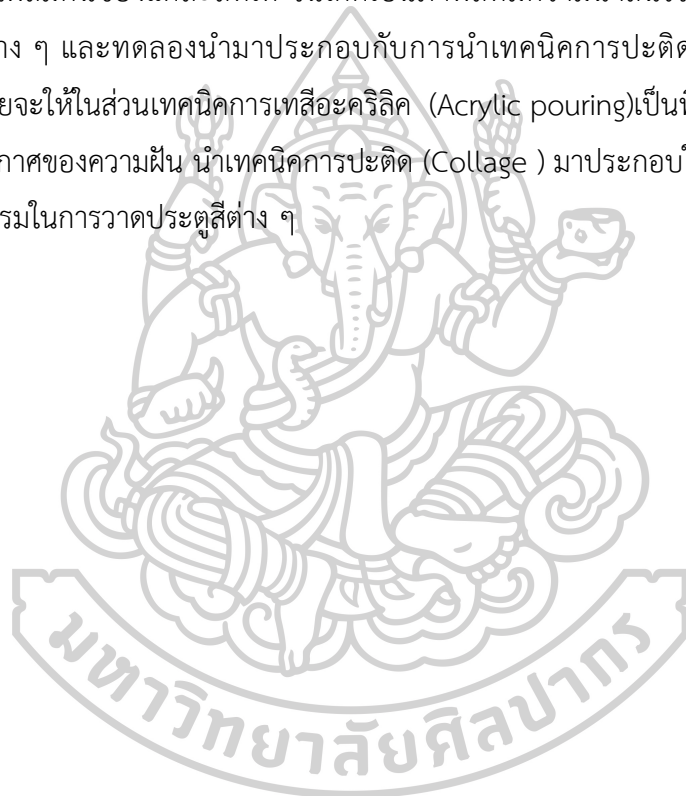 าง ๆ และทดลองนำมาประกอบกับการนำเทคนิคการปะติด
ยจะให้ในส่วนเทคนิคการเทสีอะคริลิค (Acrylic pouring)เป็นพื
กาศของความฝัน นำเทคนิคการปะติด (Collage ) มาประกอบใ
รมในการวาดประตูสีต่าง ๆ
มหาวิทยาลัยศิลปากร